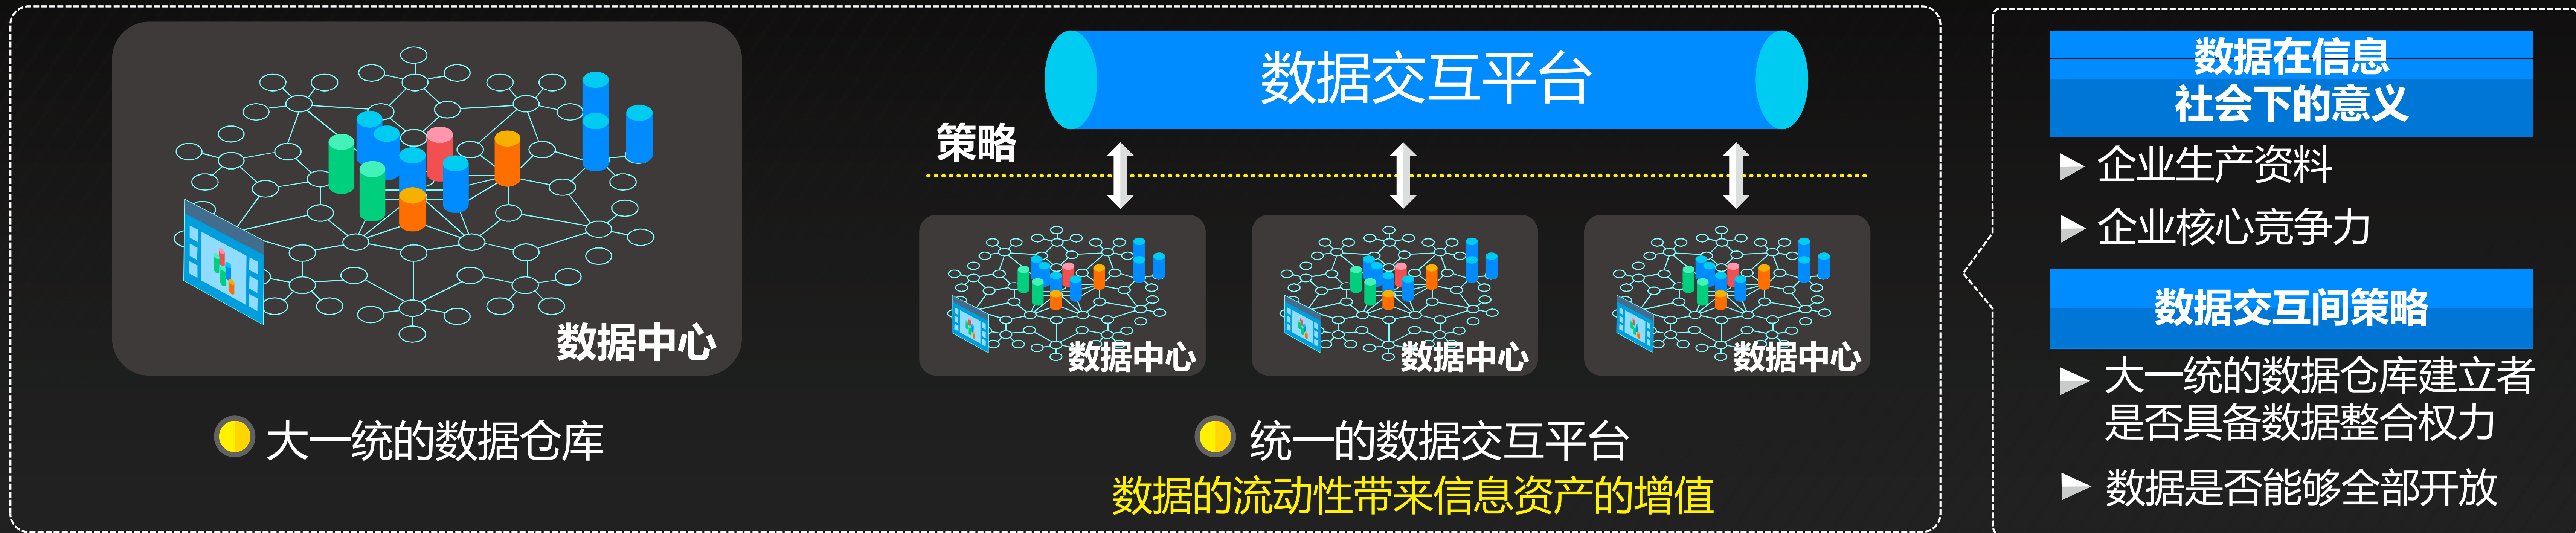 数据中心
大一统的数据仓库
数据交互平台
策略
数据中心
数据中心
数据中心
统一的数据交互平台
数据的流动性带来信息资产的增值
数据在信息
社会下的意义
企业生产资料
企业核心竞争力
数据交互间策略
大一统的数据仓库建立者
是否具备数据整合权力
数据是否能够全部开放